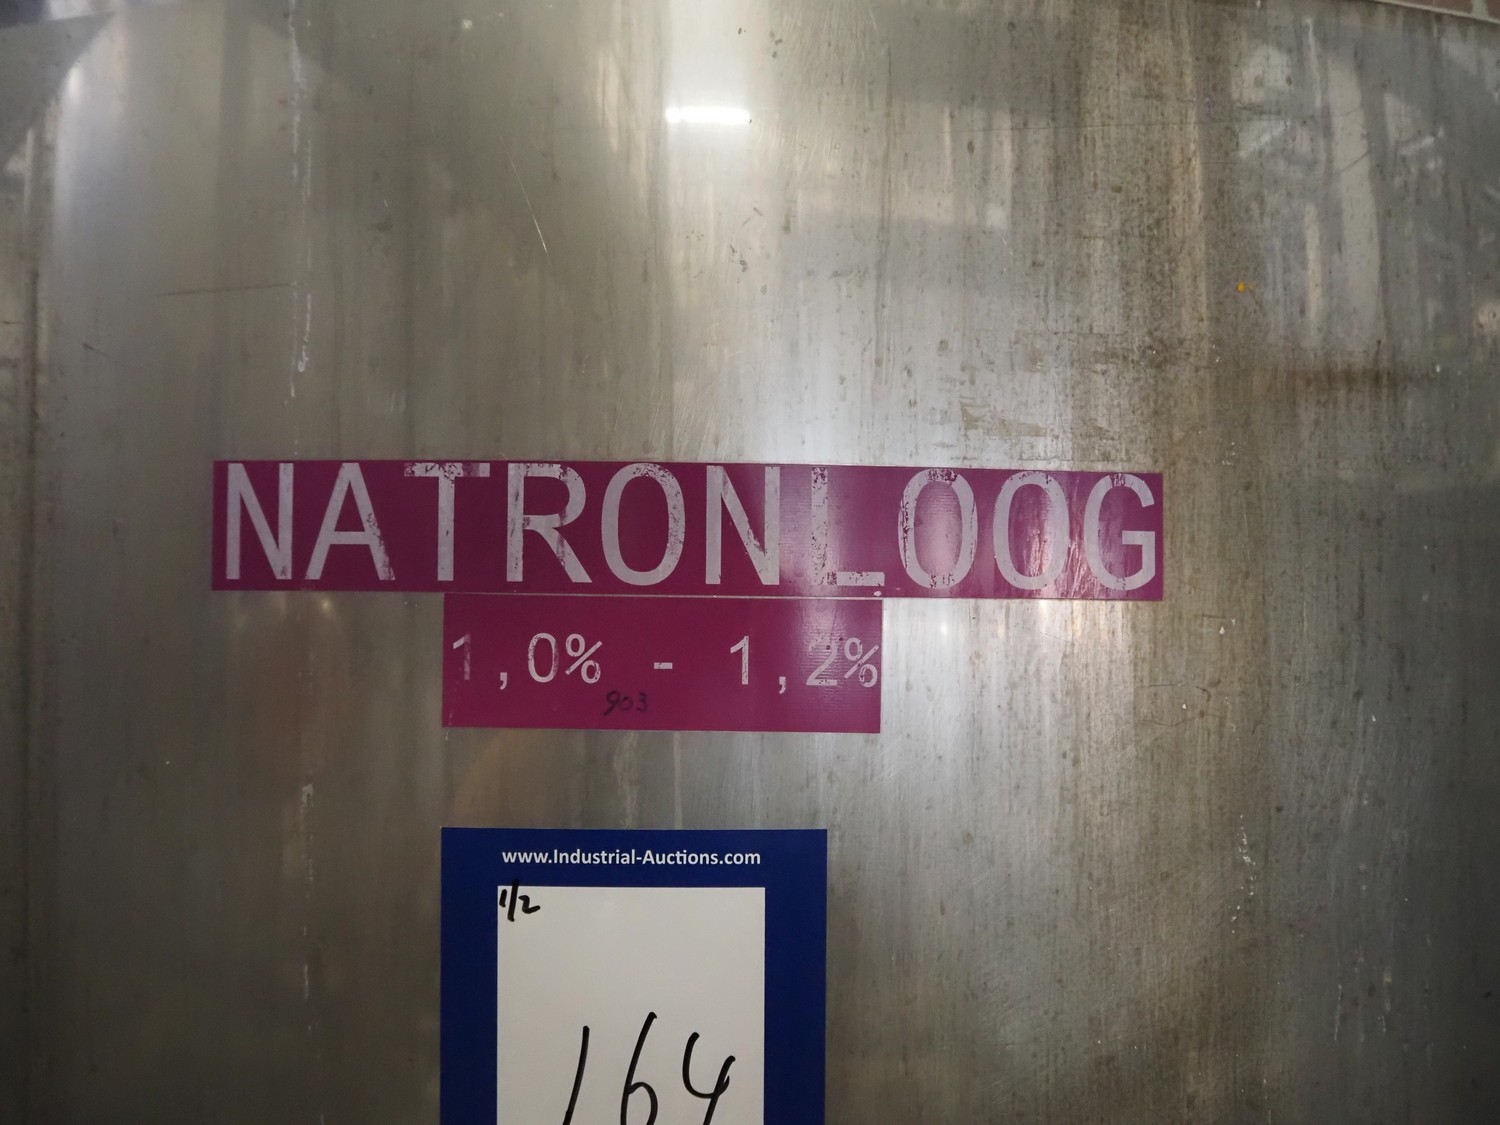 NATRONLOOG
1,0% - 1,2%
903
www.Industrial-Auctions.com
1/2
164